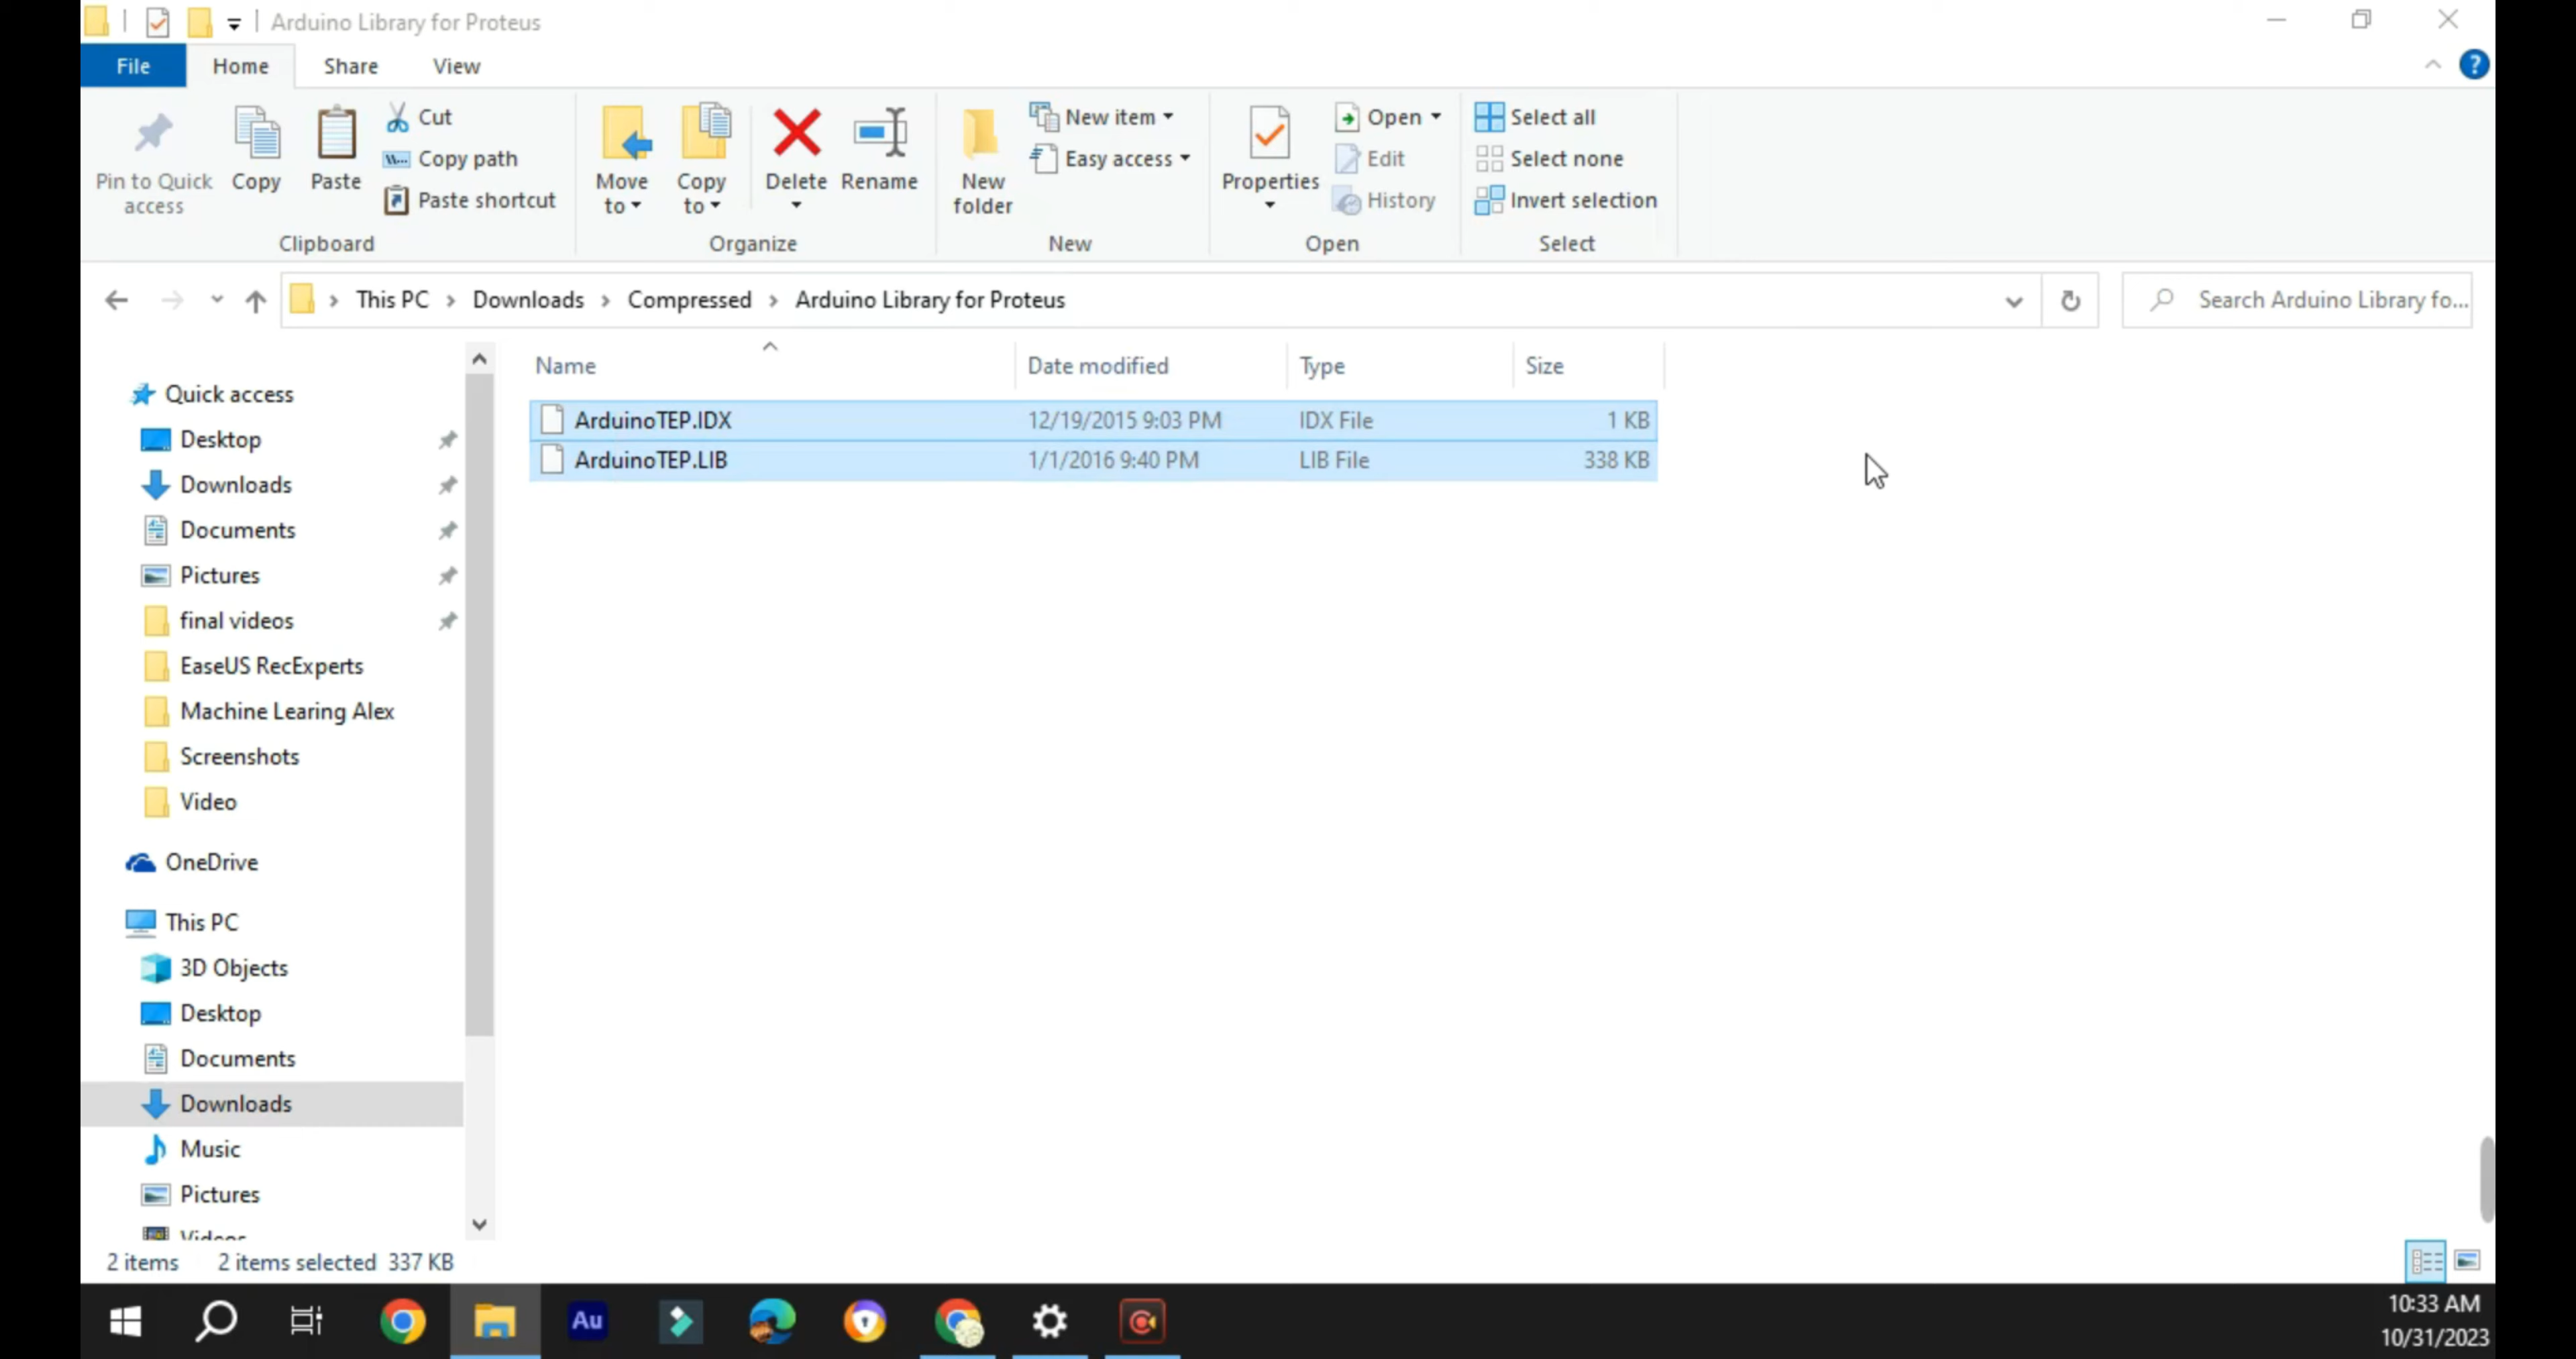 Arduino Library for Proteus
File Home Share View
Pin to Quick access
Copy
Paste
Cut
Copy path
Paste shortcut
Clipboard
Move to
Copy to
Delete
Rename
Organize
New folder
New item
Easy access
New
Properties
Open
Edit
History
Open
Select all
Select none
Invert selection
Select
This PC > Downloads > Compressed > Arduino Library for Proteus
Search Arduino Library fo...
Name Date modified Type Size
ArduinoTEP.IDX 12/19/2015 9:03 PM IDX File 1 KB
ArduinoTEP.LIB 1/1/2016 9:40 PM LIB File 338 KB
Quick access
Desktop
Downloads
Documents
Pictures
final videos
EaseUS RecExperts
Machine Learing Alex
Screenshots
Video
OneDrive
This PC
3D Objects
Desktop
Documents
Downloads
Music
Pictures
Videos
2 items 2 items selected 337 KB
Au
10:33 AM
10/31/2023